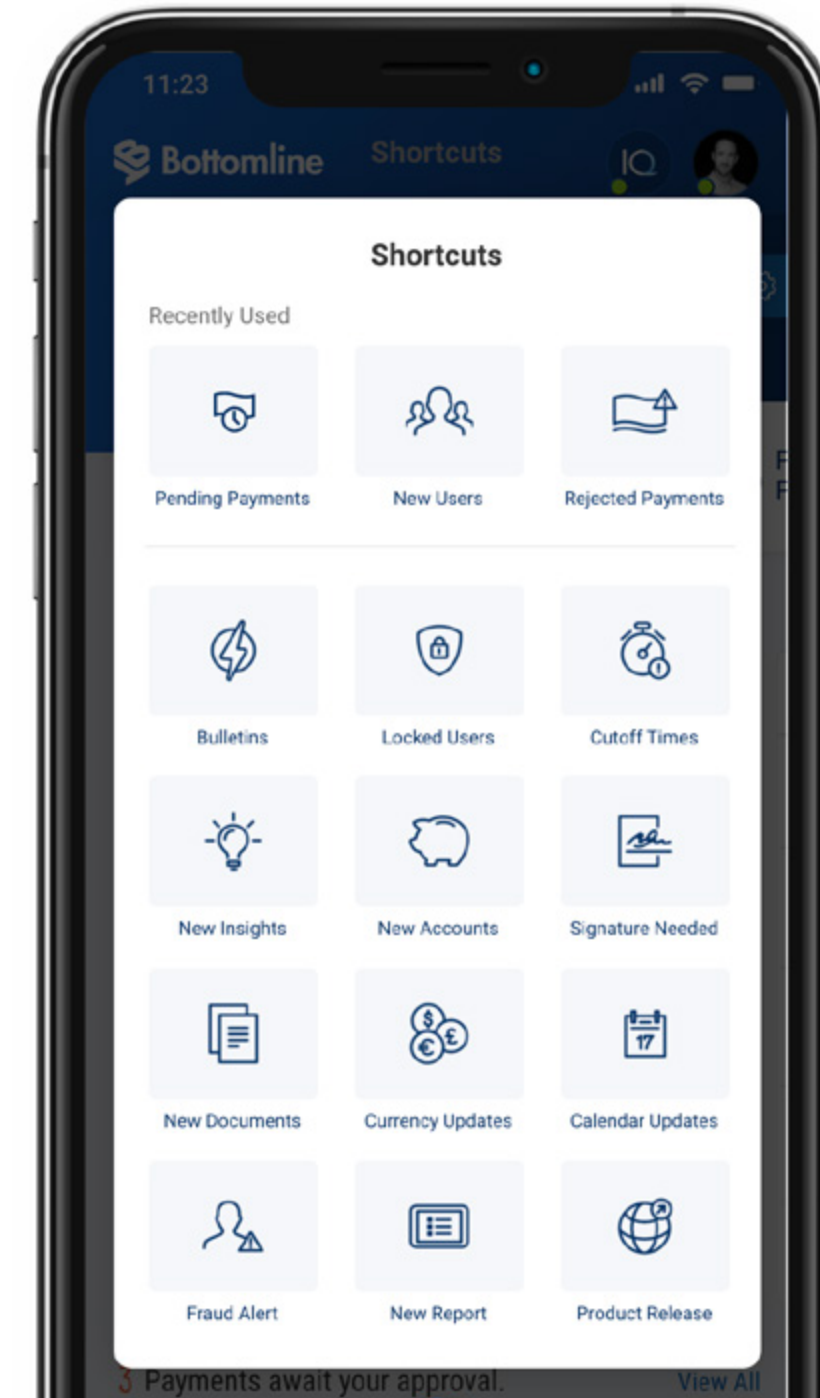 11:23
Bottomline Shortcuts IQ
Shortcuts
Recently Used
Pending Payments New Users Rejected Payments
Bulletins Locked Users Cutoff Times
New Insights New Accounts Signature Needed
17
New Documents Currency Updates Calendar Updates
Fraud Alert New Report Product Release
3 Payments await your approval. View All